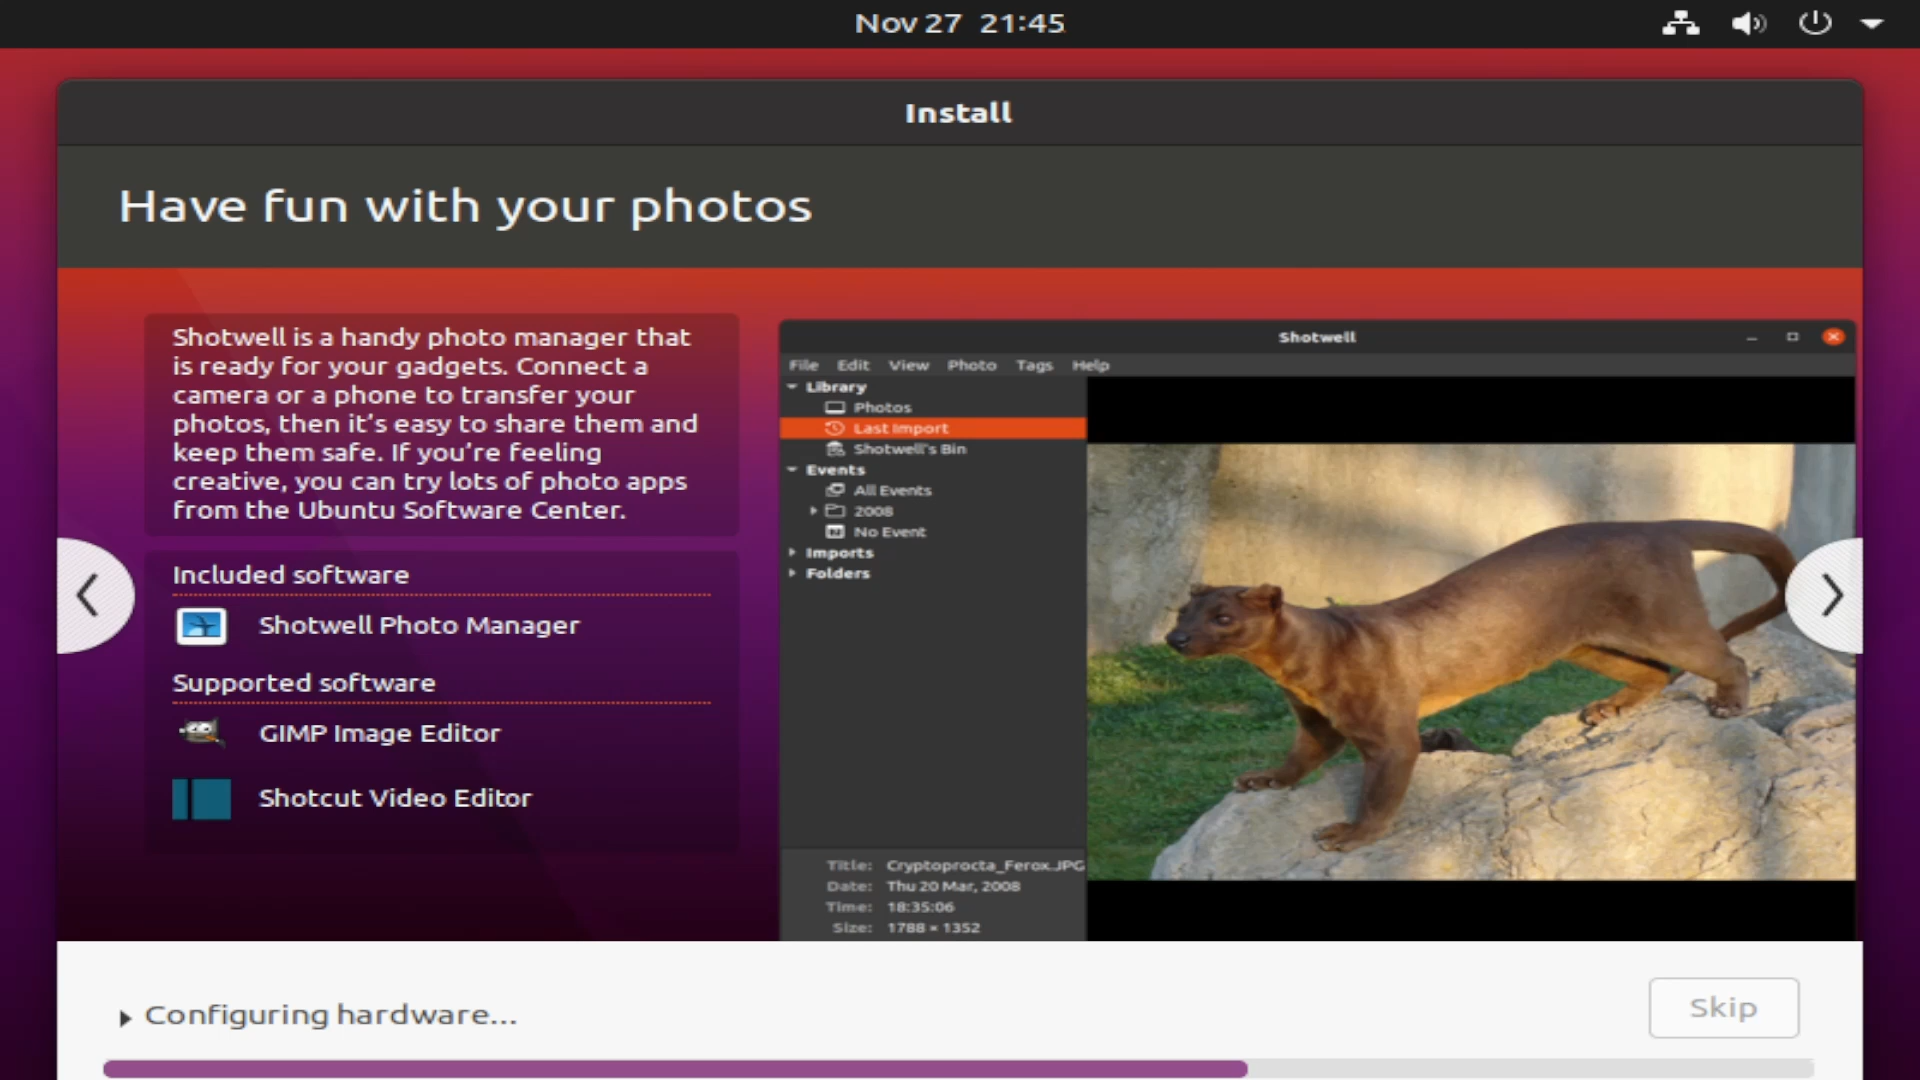 Nov 27 21:45
Install
Have fun with your photos
Shotwell is a handy photo manager that
is ready for your gadgets. Connect a
camera or a phone to transfer your
photos, then it's easy to share them and
keep them safe. If you're feeling
creative, you can try lots of photo apps
from the Ubuntu Software Center.
Included software
Shotwell Photo Manager
Supported software
GIMP Image Editor
Shotcut Video Editor
Shotwell
File Edit View Photo Tags Help
Library
Photos
Last Import
Shotwell's Bin
Events
All Events
2008
No Event
Imports
Folders
Title: Cryptoprocta_Ferox.JPG
Date: Thu 20 Mar, 2008
Time: 18:35:06
Size: 1788 × 1352
Configuring hardware...
Skip